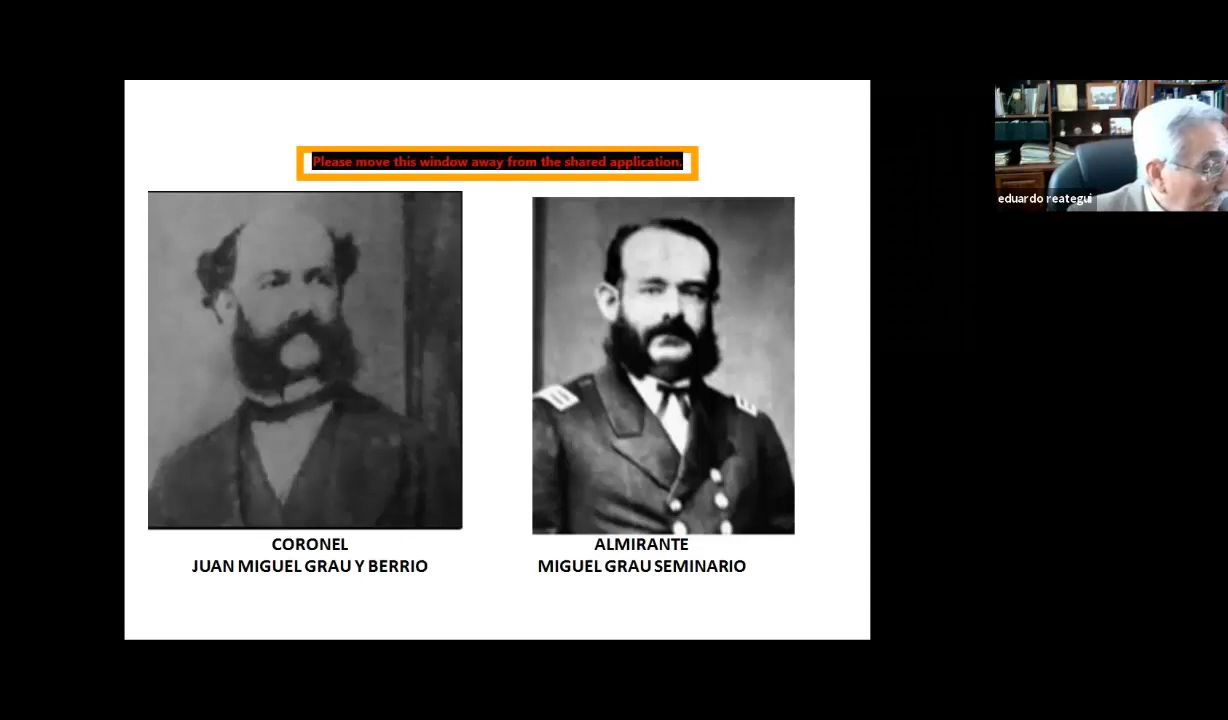 Please move this window away from the shared application.
eduardo reategui
CORONEL
JUAN MIGUEL GRAU Y BERRIO
ALMIRANTE
MIGUEL GRAU SEMINARIO